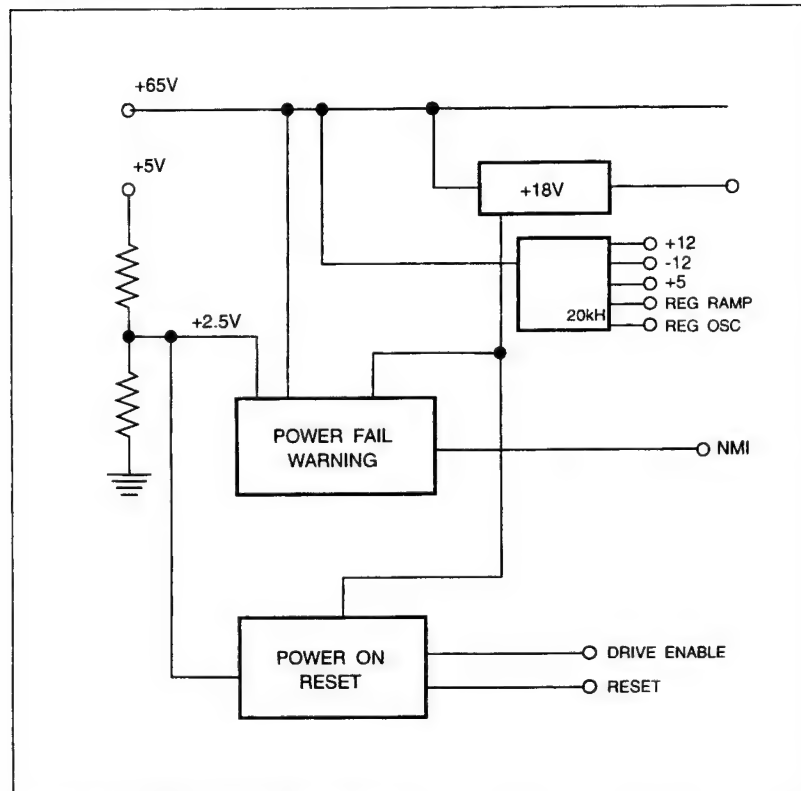 +65V
+5V
+18V
+12
-12
+5
REG RAMP
20kH
REG OSC
+2.5V
POWER FAIL
WARNING
NMI
POWER ON
RESET
DRIVE ENABLE
RESET